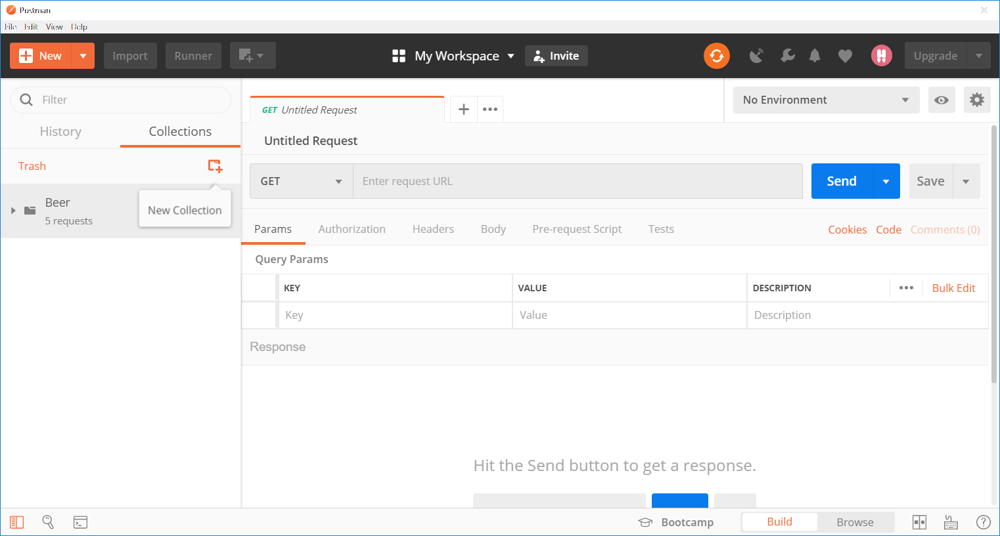 Postman
File Edit View Help
New Import Runner My Workspace Invite Upgrade
Filter
History Collections
Trash
Beer
5 requests
New Collection
GET Untitled Request
No Environment
Untitled Request
GET Enter request URL Send Save
Params Authorization Headers Body Pre-request Script Tests Cookies Code Comments (0)
Query Params
KEY VALUE DESCRIPTION Bulk Edit
Key Value Description
Response
Hit the Send button to get a response.
Bootcamp Build Browse